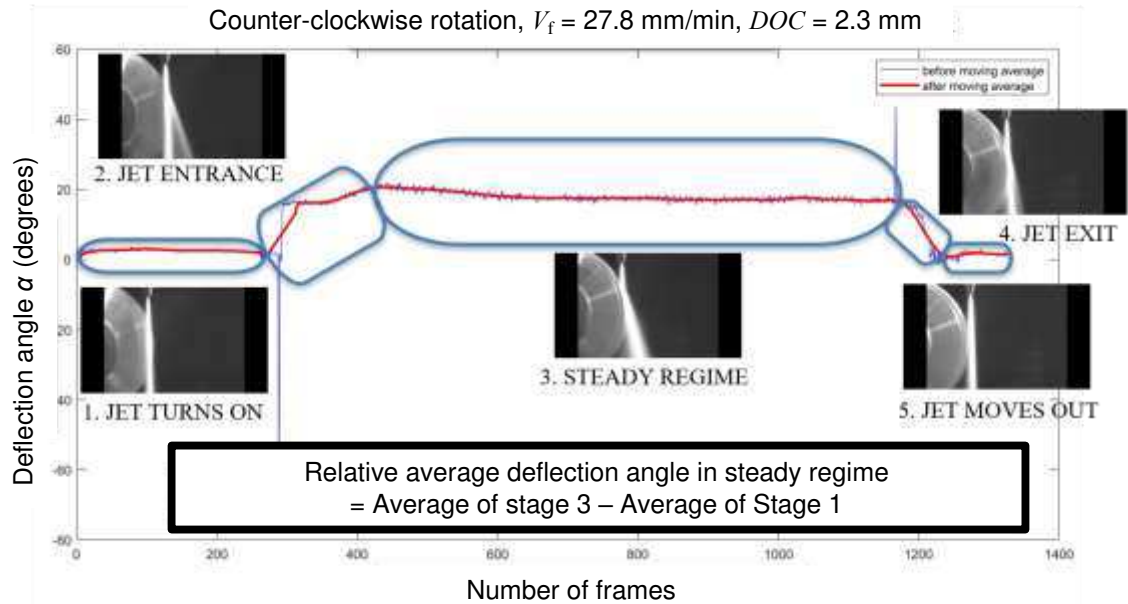 Counter-clockwise rotation, Vf = 27.8 mm/min, DOC = 2.3 mm
before moving average
after moving average
2. JET ENTRANCE
4. JET EXIT
1. JET TURNS ON
3. STEADY REGIME
5. JET MOVES OUT
Deflection angle α (degrees)
60
40
20
0
20
40
-60
-80
Relative average deflection angle in steady regime
= Average of stage 3 – Average of Stage 1
0
200
400
600
800
1000
1200
1400
Number of frames